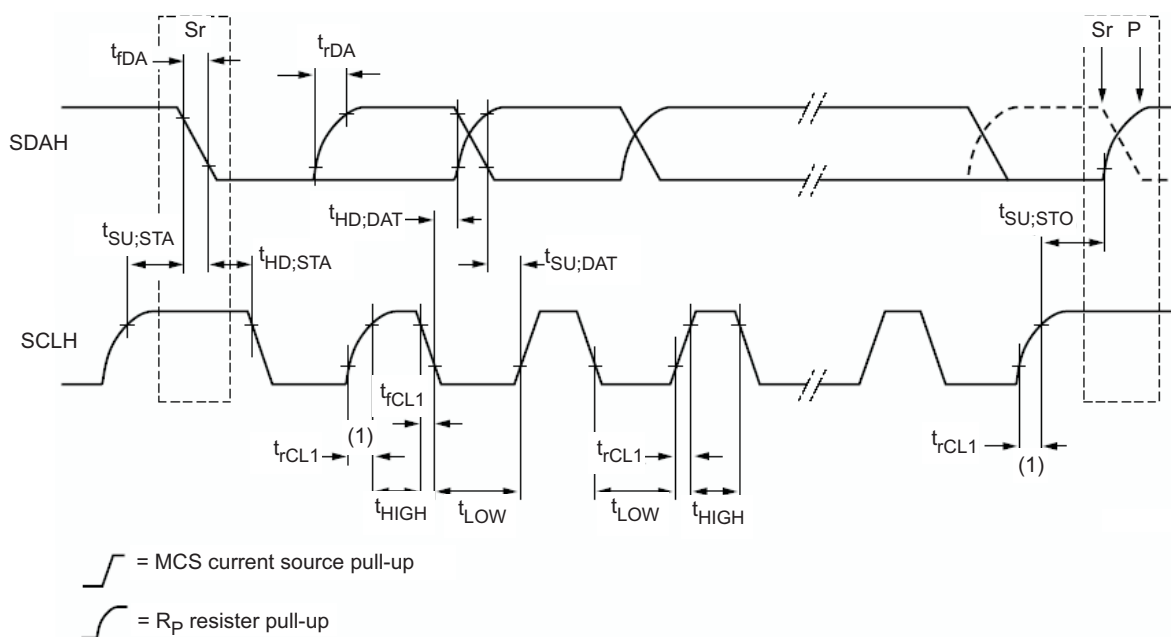 Sr
Sr P
tfDA
trDA
SDAH
tHD;DAT
tSU;STO
tSU;STA
tHD;STA
tSU;DAT
SCLH
tfCL1
(1)
trCL1
trCL1
trCL1
(1)
tHIGH
tLOW
tLOW
tHIGH
= MCS current source pull-up
= RP resister pull-up